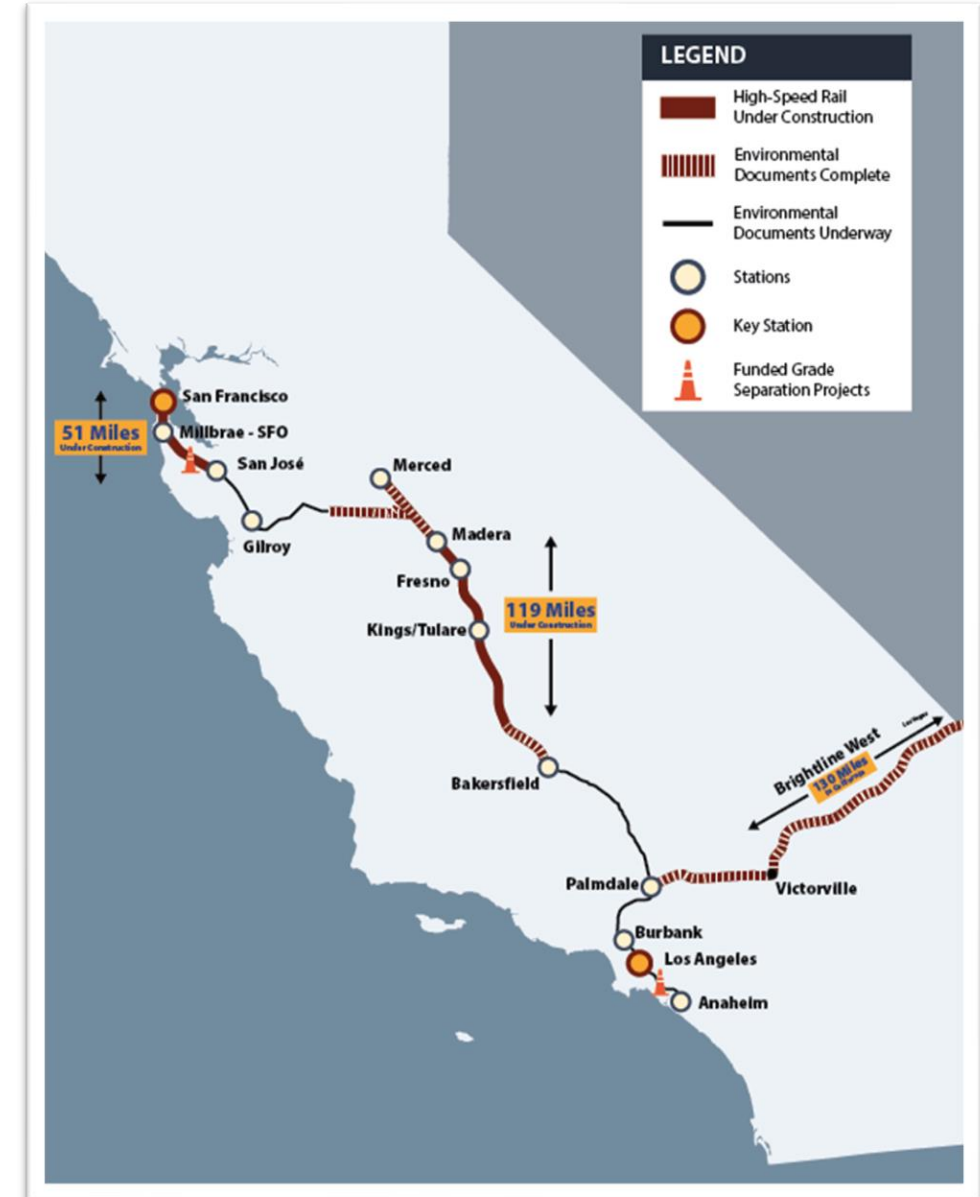 LEGEND
High-Speed Rail
Under Construction
Environmental
Documents Complete
Environmental
Documents Underway
Stations
Key Station
Funded Grade
Separation Projects
San Francisco
51 Miles
Under Construction
Millbrae - SFO
San José
Gilroy
Merced
Madera
Fresno
119 Miles
Under Construction
Kings/Tulare
Bakersfield
Las Vegas
Brightline West
130 Miles
in California
Palmdale
Victorville
Burbank
Los Angeles
Anaheim